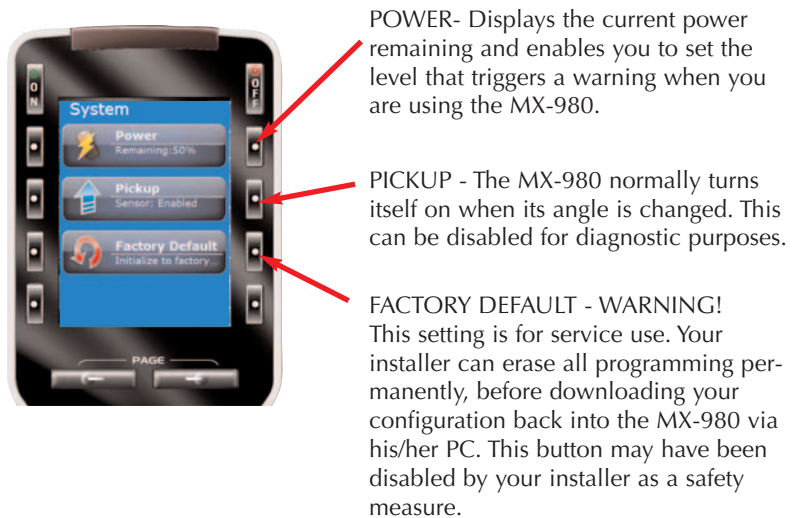 POWER- Displays the current power
remaining and enables you to set the
level that triggers a warning when you
are using the MX-980.
PICKUP - The MX-980 normally turns
itself on when its angle is changed. This
can be disabled for diagnostic purposes.
FACTORY DEFAULT - WARNING!
This setting is for service use. Your
installer can erase all programming per-
manently, before downloading your
configuration back into the MX-980 via
his/her PC. This button may have been
disabled by your installer as a safety
measure.
ON
OFF
System
Power
Remaining:50%
Pickup
Sensor: Enabled
Factory Default
Initialize to factory...
PAGE